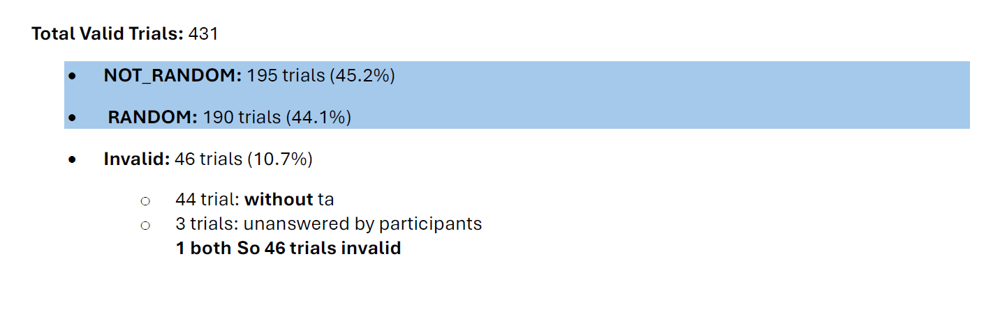 Total Valid Trials: 431
• NOT_RANDOM: 195 trials (45.2%)
• RANDOM: 190 trials (44.1%)
• Invalid: 46 trials (10.7%)
○ 44 trial: without ta
○ 3 trials: unanswered by participants
1 both So 46 trials invalid